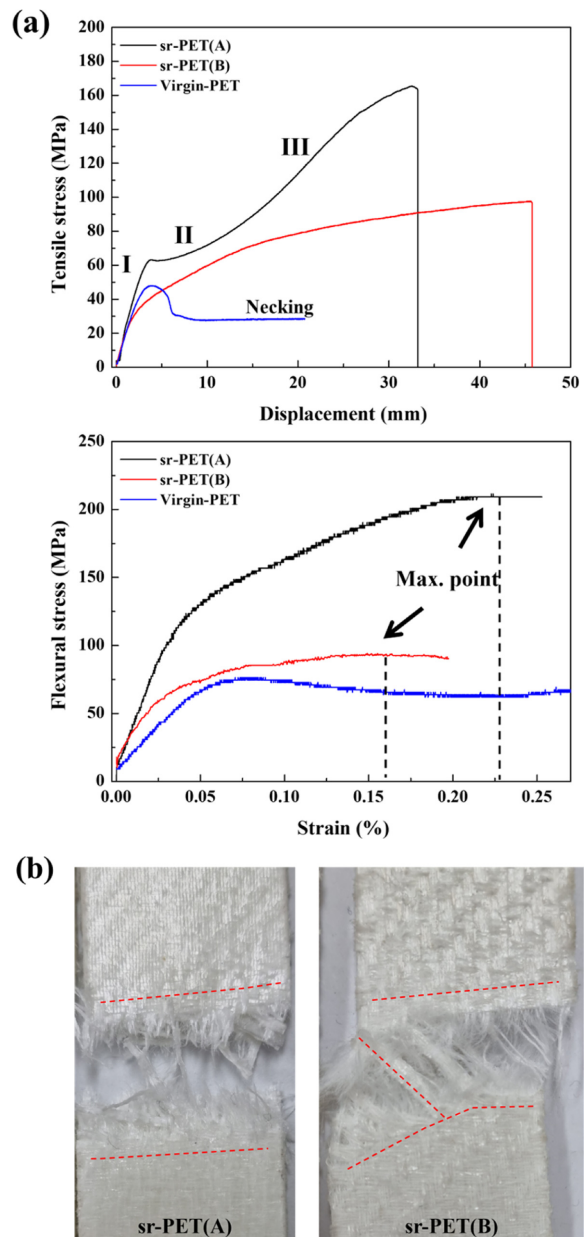 (a)
200
180
160
140
120
100
80
60
40
20
0
Tensile stress (MPa)
sr-PET(A)
sr-PET(B)
Virgin-PET
I
II
III
Necking
0 10 20 30 40 50
Displacement (mm)
250
200
150
100
50
0
Flexural stress (MPa)
sr-PET(A)
sr-PET(B)
Virgin-PET
Max. point
0.00 0.05 0.10 0.15 0.20 0.25
Strain (%)
(b)
sr-PET(A)
sr-PET(B)